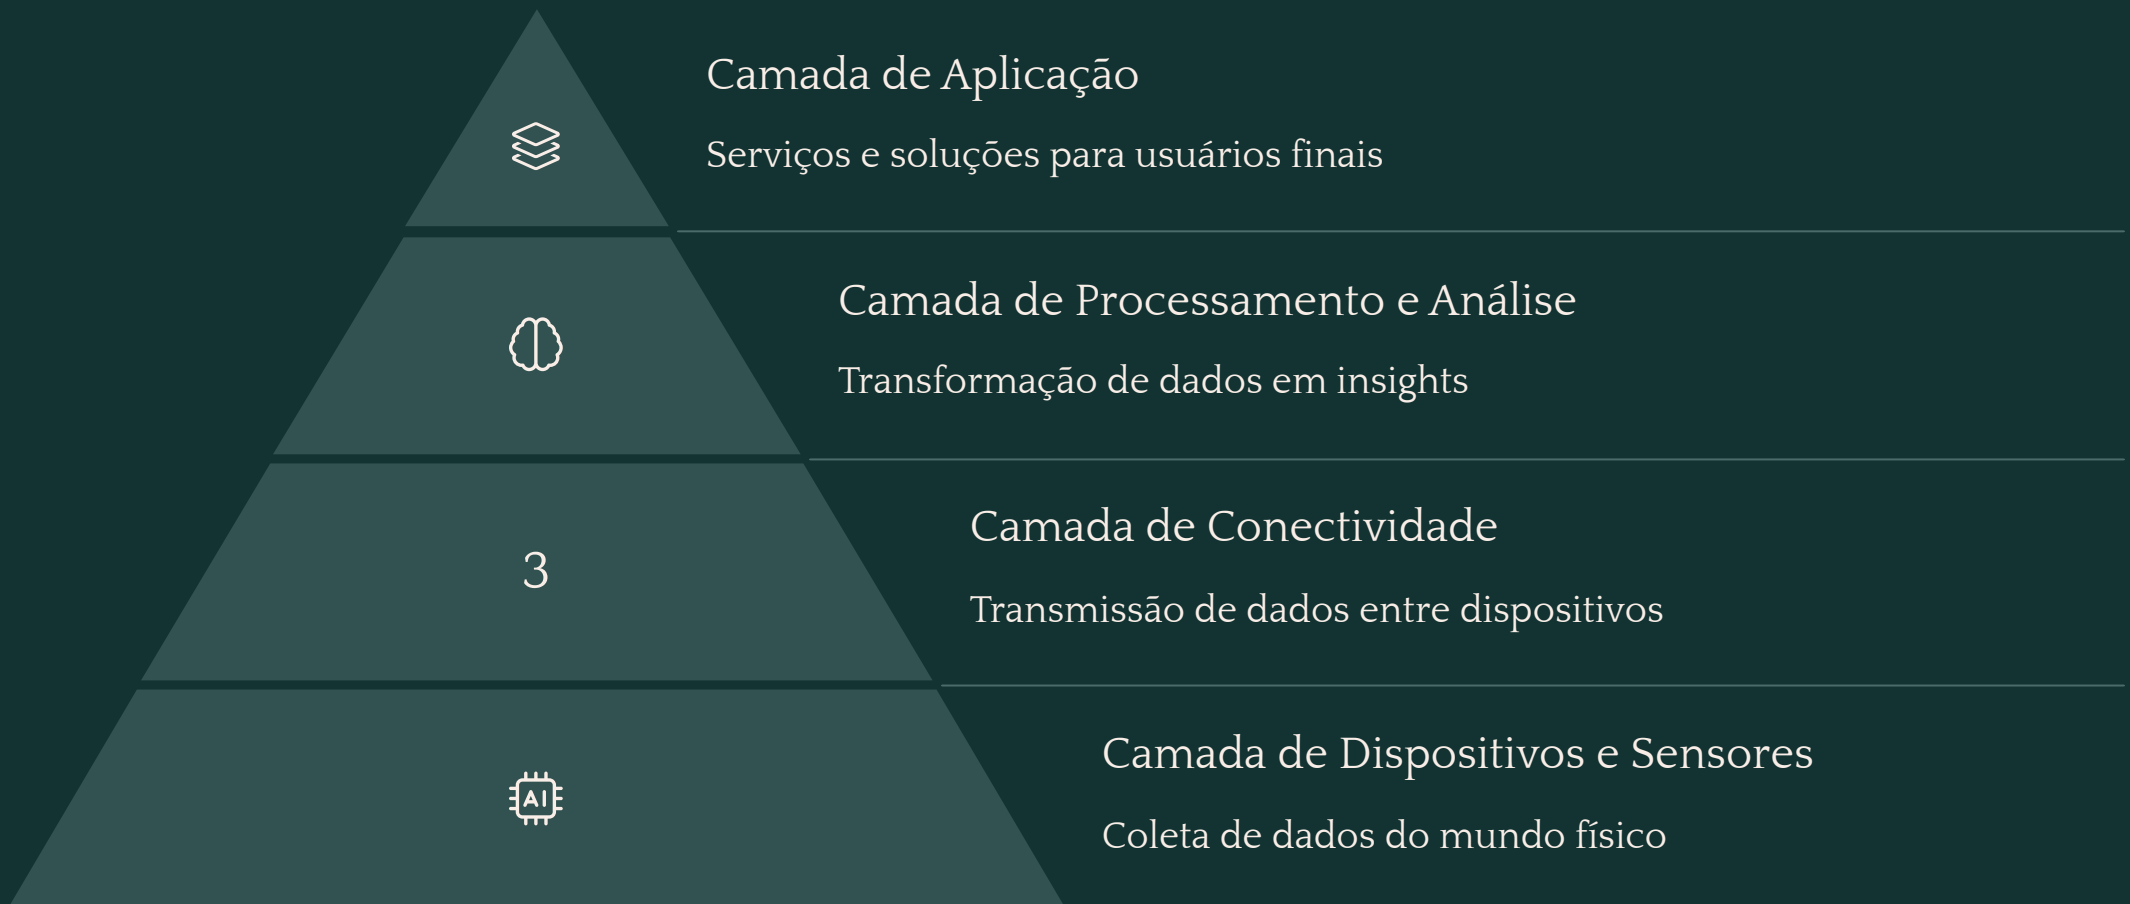 Camada de Aplicação
Serviços e soluções para usuários finais
Camada de Processamento e Análise
Transformação de dados em insights
3
Camada de Conectividade
Transmissão de dados entre dispositivos
AI
Camada de Dispositivos e Sensores
Coleta de dados do mundo físico